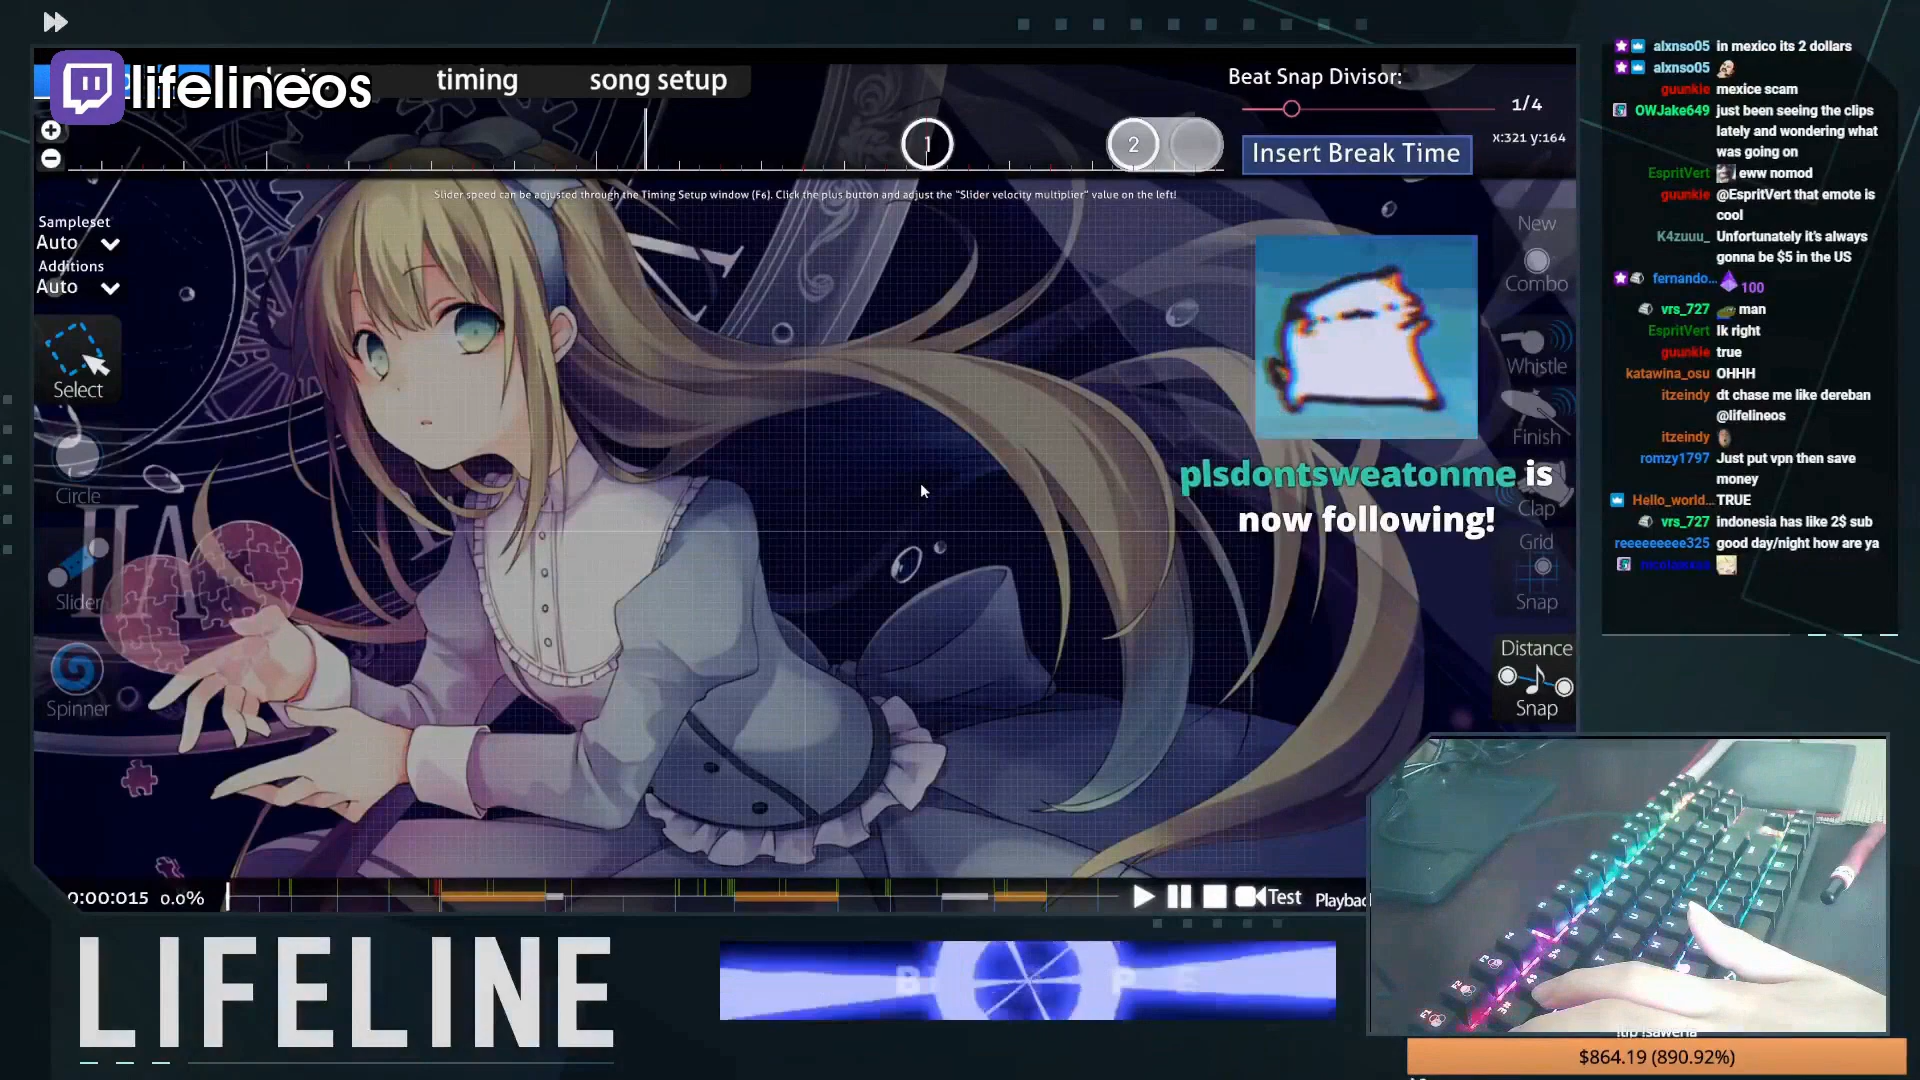 lifelineos
timing
song setup
Beat Snap Divisor:
1/4
x:321 y:164
Insert Break Time
1
2
Slider speed can be adjusted through the Timing Setup window (F6). Click the plus button and adjust the "Slider velocity multiplier" value on the left!
Sampleset
Auto
Additions
Auto
Select
Circle
Slider
Spinner
New
Combo
Whistle
Finish
Clap
Grid
Snap
Distance
Snap
plsdontsweatonme is
now following!
0:00:015 0.0%
Test
LIFELINE
alxnso05 in mexico its 2 dollars
alxnso05
guunkie mexice scam
OWJake649 just been seeing the clips
lately and wondering what
was going on
EspritVert eww nomod
guunkie @EspritVert that emote is
cool
K4zuuu_ Unfortunately it's always
gonna be $5 in the US
fernando... 100
vrs_727 man
EspritVert Ik right
guunkie true
katawina_osu OHHH
itzeindy dt chase me like dereban
@lifelineos
itzeindy
romzy1797 Just put vpn then save
money
Hello_world... TRUE
vrs_727 indonesia has like 2$ sub
reeeeeeeee325 good day/night how are ya
$864.19 (890.92%)